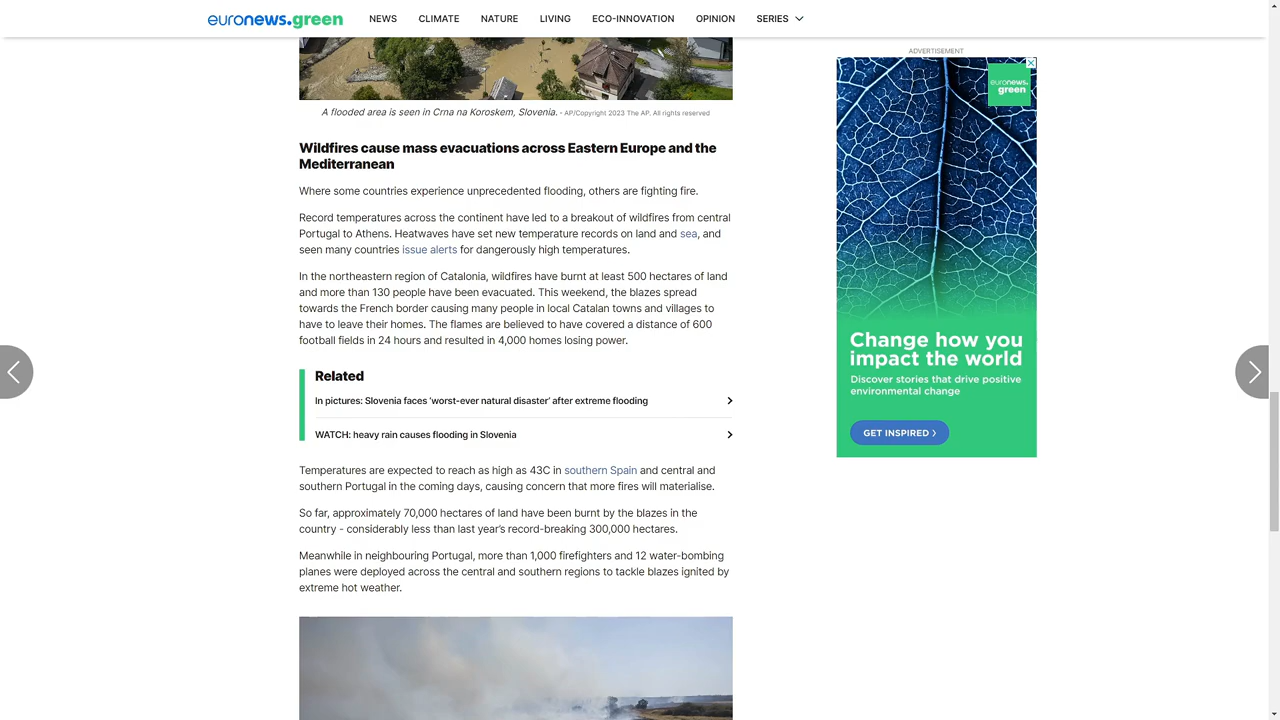 euronews.green
NEWS
CLIMATE
NATURE
LIVING
ECO-INNOVATION
OPINION
SERIES
A flooded area is seen in Crna na Koroskem, Slovenia. - AP/Copyright 2023 The AP. All rights reserved
Wildfires cause mass evacuations across Eastern Europe and the
Mediterranean
Where some countries experience unprecedented flooding, others are fighting fire.
Record temperatures across the continent have led to a breakout of wildfires from central
Portugal to Athens. Heatwaves have set new temperature records on land and sea, and
seen many countries issue alerts for dangerously high temperatures.
In the northeastern region of Catalonia, wildfires have burnt at least 500 hectares of land
and more than 130 people have been evacuated. This weekend, the blazes spread
towards the French border causing many people in local Catalan towns and villages to
have to leave their homes. The flames are believed to have covered a distance of 600
football fields in 24 hours and resulted in 4,000 homes losing power.
Related
In pictures: Slovenia faces ‘worst-ever natural disaster’ after extreme flooding
WATCH: heavy rain causes flooding in Slovenia
Temperatures are expected to reach as high as 43C in southern Spain and central and
southern Portugal in the coming days, causing concern that more fires will materialise.
So far, approximately 70,000 hectares of land have been burnt by the blazes in the
country - considerably less than last year’s record-breaking 300,000 hectares.
Meanwhile in neighbouring Portugal, more than 1,000 firefighters and 12 water-bombing
planes were deployed across the central and southern regions to tackle blazes ignited by
extreme hot weather.
ADVERTISEMENT
euronews.
green
Change how you
impact the world
Discover stories that drive positive
environmental change
GET INSPIRED